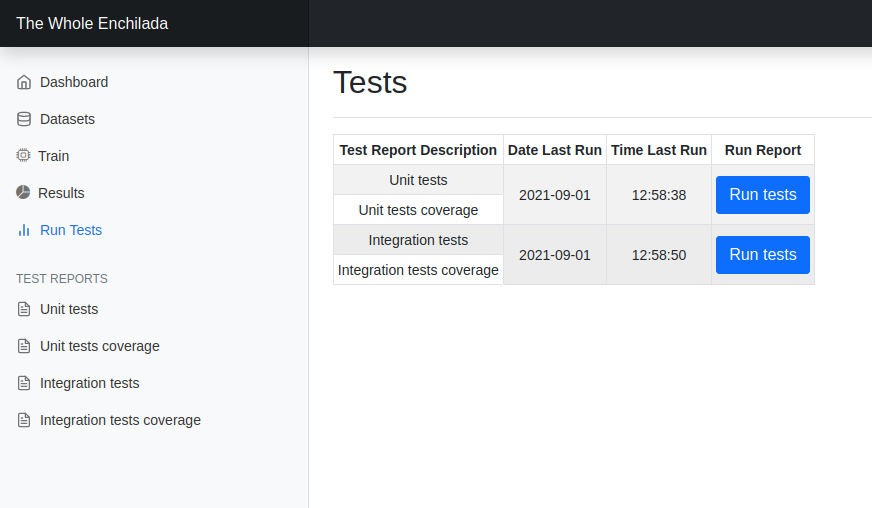 The Whole Enchilada
Dashboard
Datasets
Train
Results
Run Tests
TEST REPORTS
Unit tests
Unit tests coverage
Integration tests
Integration tests coverage
Tests
Test Report Description Date Last Run Time Last Run Run Report
Unit tests 2021-09-01 12:58:38 Run tests
Unit tests coverage
Integration tests 2021-09-01 12:58:50 Run tests
Integration tests coverage